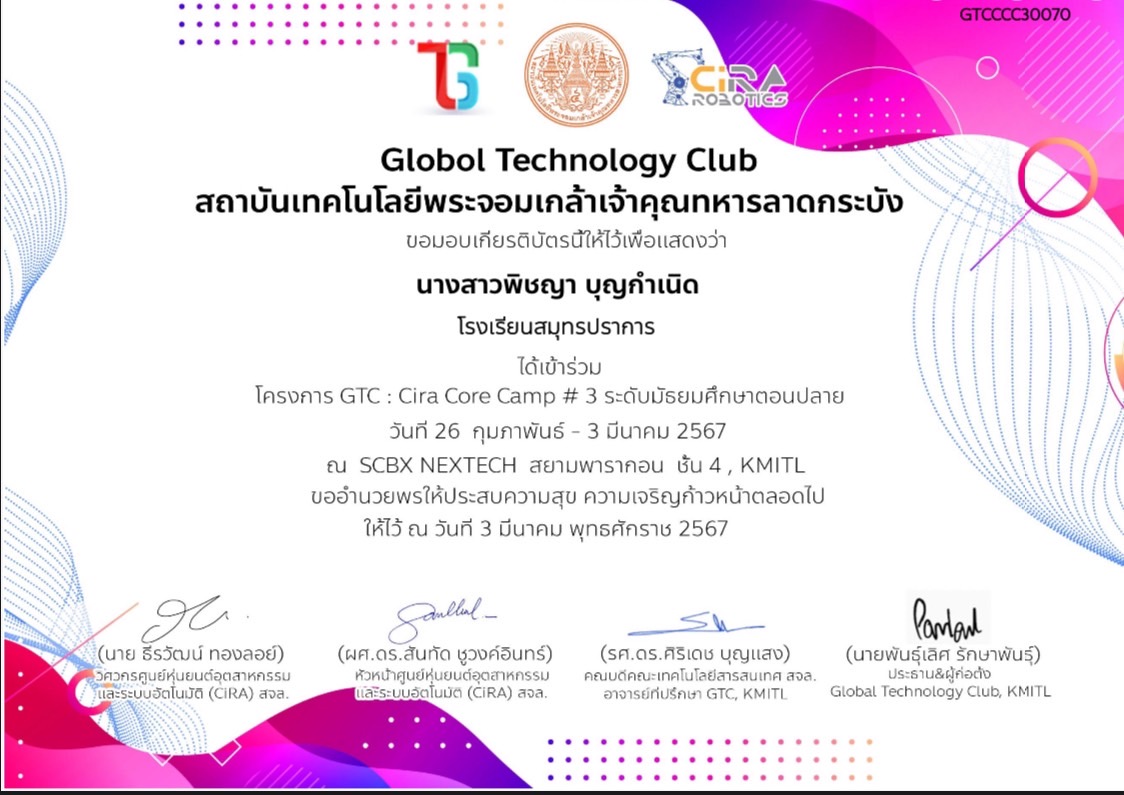 GTCCCC30070
CiRA
ROBOTICS
Globol Technology Club
สถาบันเทคโนโลยีพระจอมเกล้าเจ้าคุณทหารลาดกระบัง
ขอมอบเกียรติบัตรนี้ให้ไว้เพื่อแสดงว่า
นางสาวพิชญา บุญกำเนิด
โรงเรียนสมุทรปราการ
ได้เข้าร่วม
โครงการ GTC : Cira Core Camp # 3 ระดับมัธยมศึกษาตอนปลาย
วันที่ 26 กุมภาพันธ์ - 3 มีนาคม 2567
ณ SCBX NEXTECH สยามพารากอน ชั้น 4 , KMITL
ขออำนวยพรให้ประสบความสุข ความเจริญก้าวหน้าตลอดไป
ให้ไว้ ณ วันที่ 3 มีนาคม พุทธศักราช 2567
(นาย ธีรวัฒน์ ทองลอย)
วิศวกรศูนย์หุ่นยนต์อุตสาหกรรม
และระบบอัตโนมัติ (CiRA) สจล.
(ผศ.ดร.สันทัด ชูวงค์อินทร์)
หัวหน้าศูนย์หุ่นยนต์อุตสาหกรรม
และระบบอัตโนมัติ (CiRA) สจล.
(รศ.ดร.ศิริเดช บุญแสง)
คณบดีคณะเทคโนโลยีสารสนเทศ สจล.
อาจารย์ที่ปรึกษา GTC, KMITL
(นายพันธุ์เลิศ รักษาพันธุ์)
ประธาน&ผู้ก่อตั้ง
Global Technology Club, KMITL